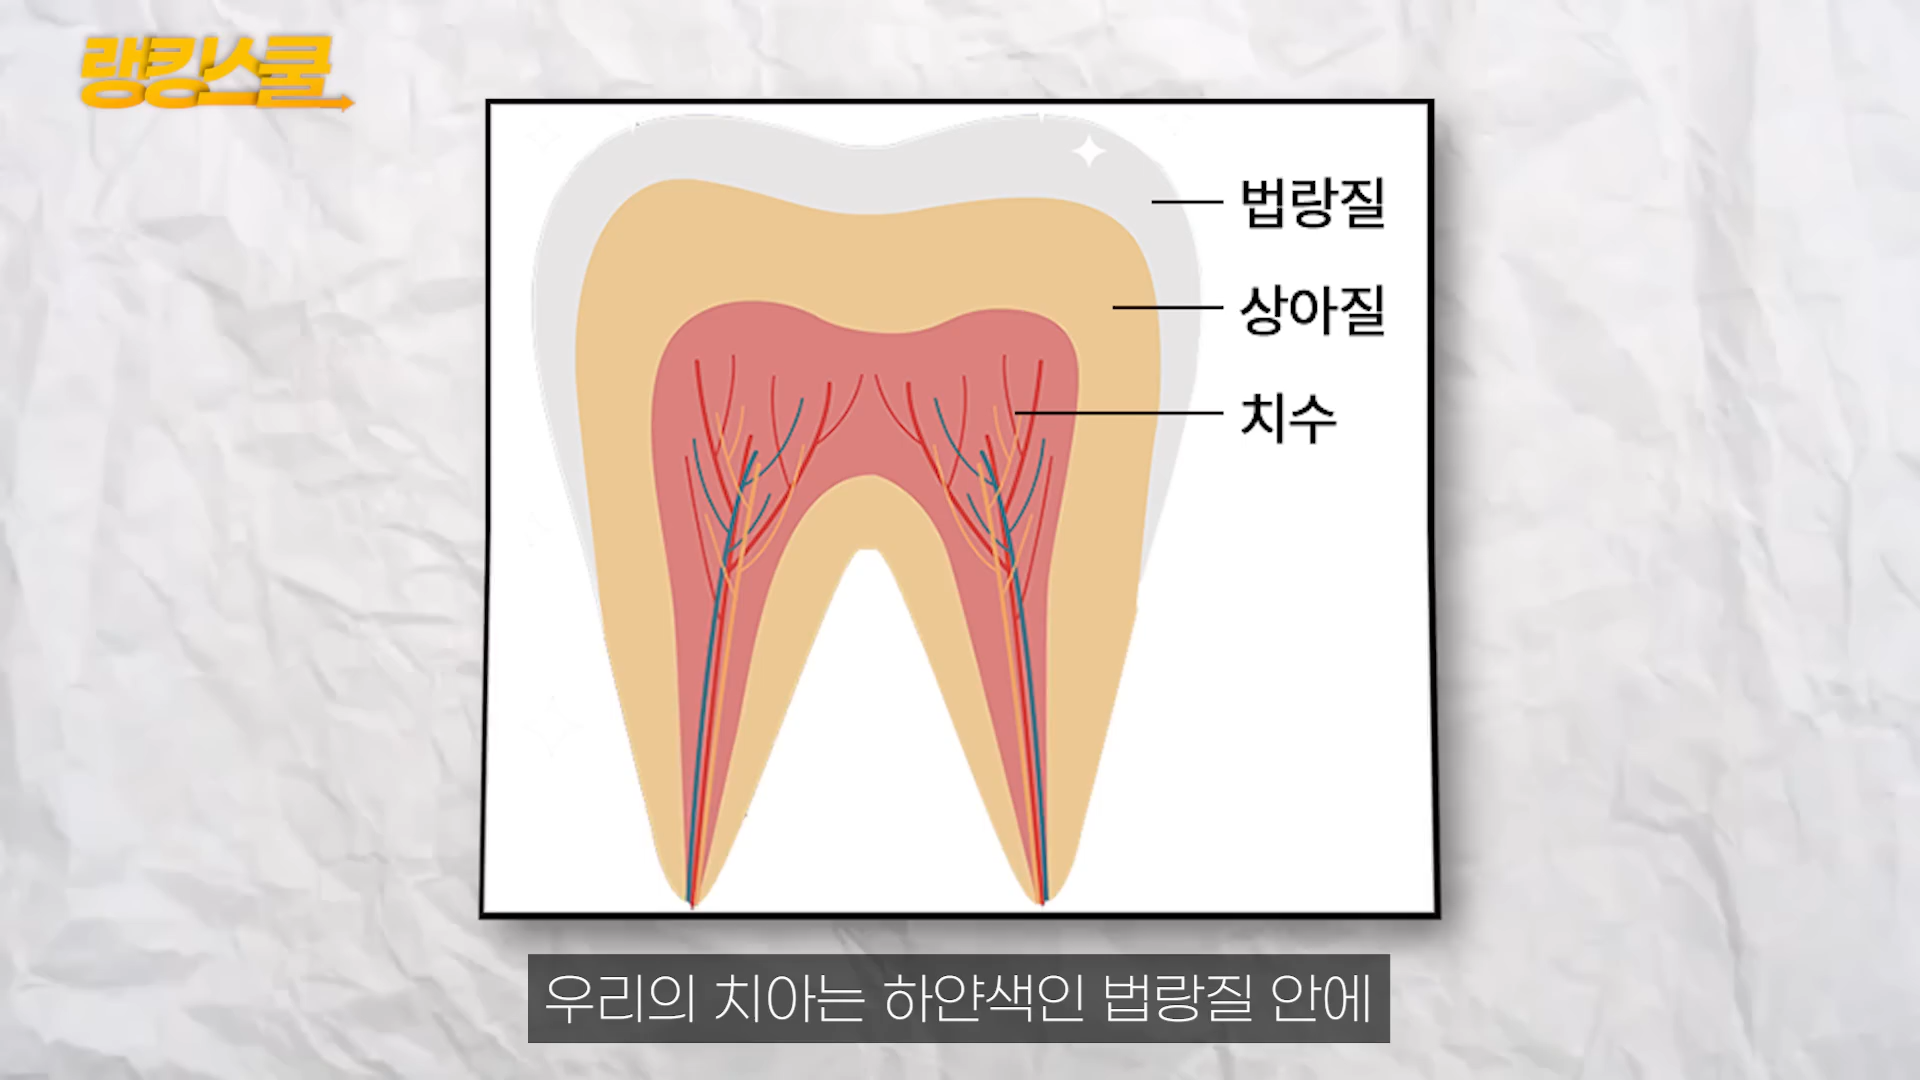 랭킹스쿨
법랑질
상아질
치수
우리의 치아는 하얀색인 법랑질 안에